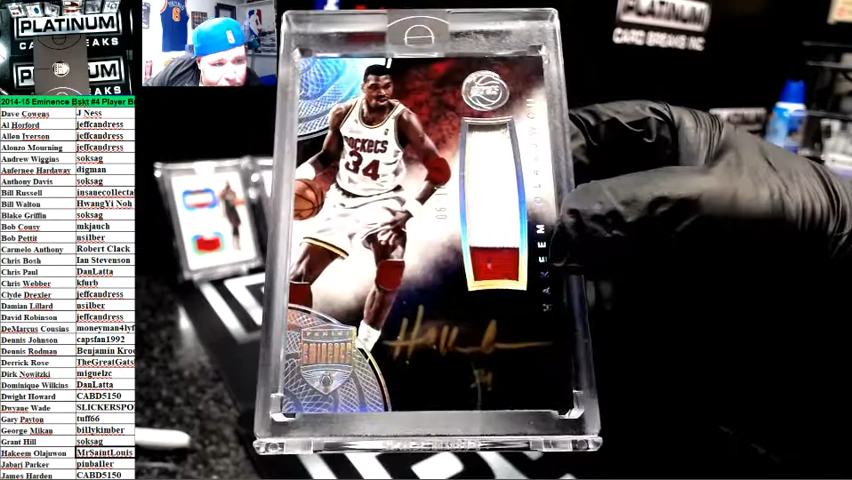 PLATINUM
CARD BREAKS
PLATINUM
CARD BREAKS NC
2014-15 Eminence Bskt #4 Player B
Dave Cowens J Ness
Al Horford jeffcandress
Allen Iverson jeffcandress
Alonzo Mourning jeffcandress
Andrew Wiggins soksag
Anfernee Hardaway digman
Anthony Davis soksag
Bill Russell insanecollecta
Bill Walton HwangYi Noh
Blake Griffin soksag
Bob Cousy mkjauch
Bob Pettit nsilber
Carmelo Anthony Robert Clack
Chris Bosh Ian Stevenson
Chris Paul DanLatta
Chris Webber kfurb
Clyde Drexler jeffcandress
Damian Lillard nsilber
David Robinson jeffcandress
DeMarcus Cousins moneyman4lyf
Dennis Johnson capsfan1992
Dennis Rodman Benjamin Kroe
Derrick Rose TheGreatGats
Dirk Nowitzki miguelzc
Dominique Wilkins DanLatta
Dwight Howard CABD5150
Dwyane Wade SLICKERSPO
Gary Payton tuff66
George Mikan billykimber
Grant Hill soksag
Hakeem Olajuwon MrSaintLouis
Jabari Parker pinballer
James Harden CABD5150
ROCKETS
34
HAKEEM OLAJUWON
PANINI
EMINENCE